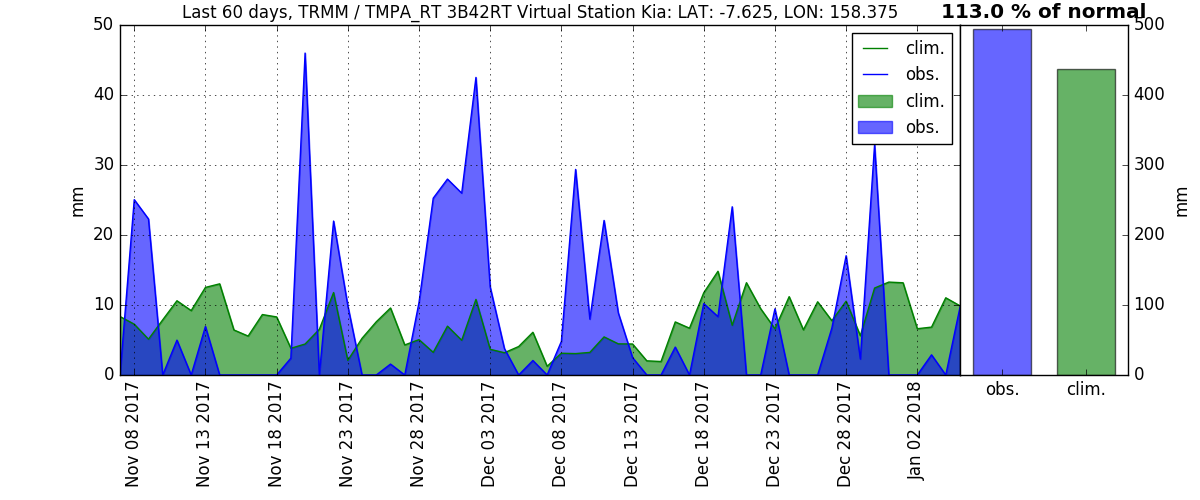 Last 60 days, TRMM / TMPA_RT 3B42RT Virtual Station Kia: LAT: -7.625, LON: 158.375
113.0 % of normal
50
40
30
20
10
0
mm
clim.
obs.
clim.
obs.
500
400
300
200
100
0
mm
Nov 08 2017
Nov 13 2017
Nov 18 2017
Nov 23 2017
Nov 28 2017
Dec 03 2017
Dec 08 2017
Dec 13 2017
Dec 18 2017
Dec 23 2017
Dec 28 2017
Jan 02 2018
obs.
clim.